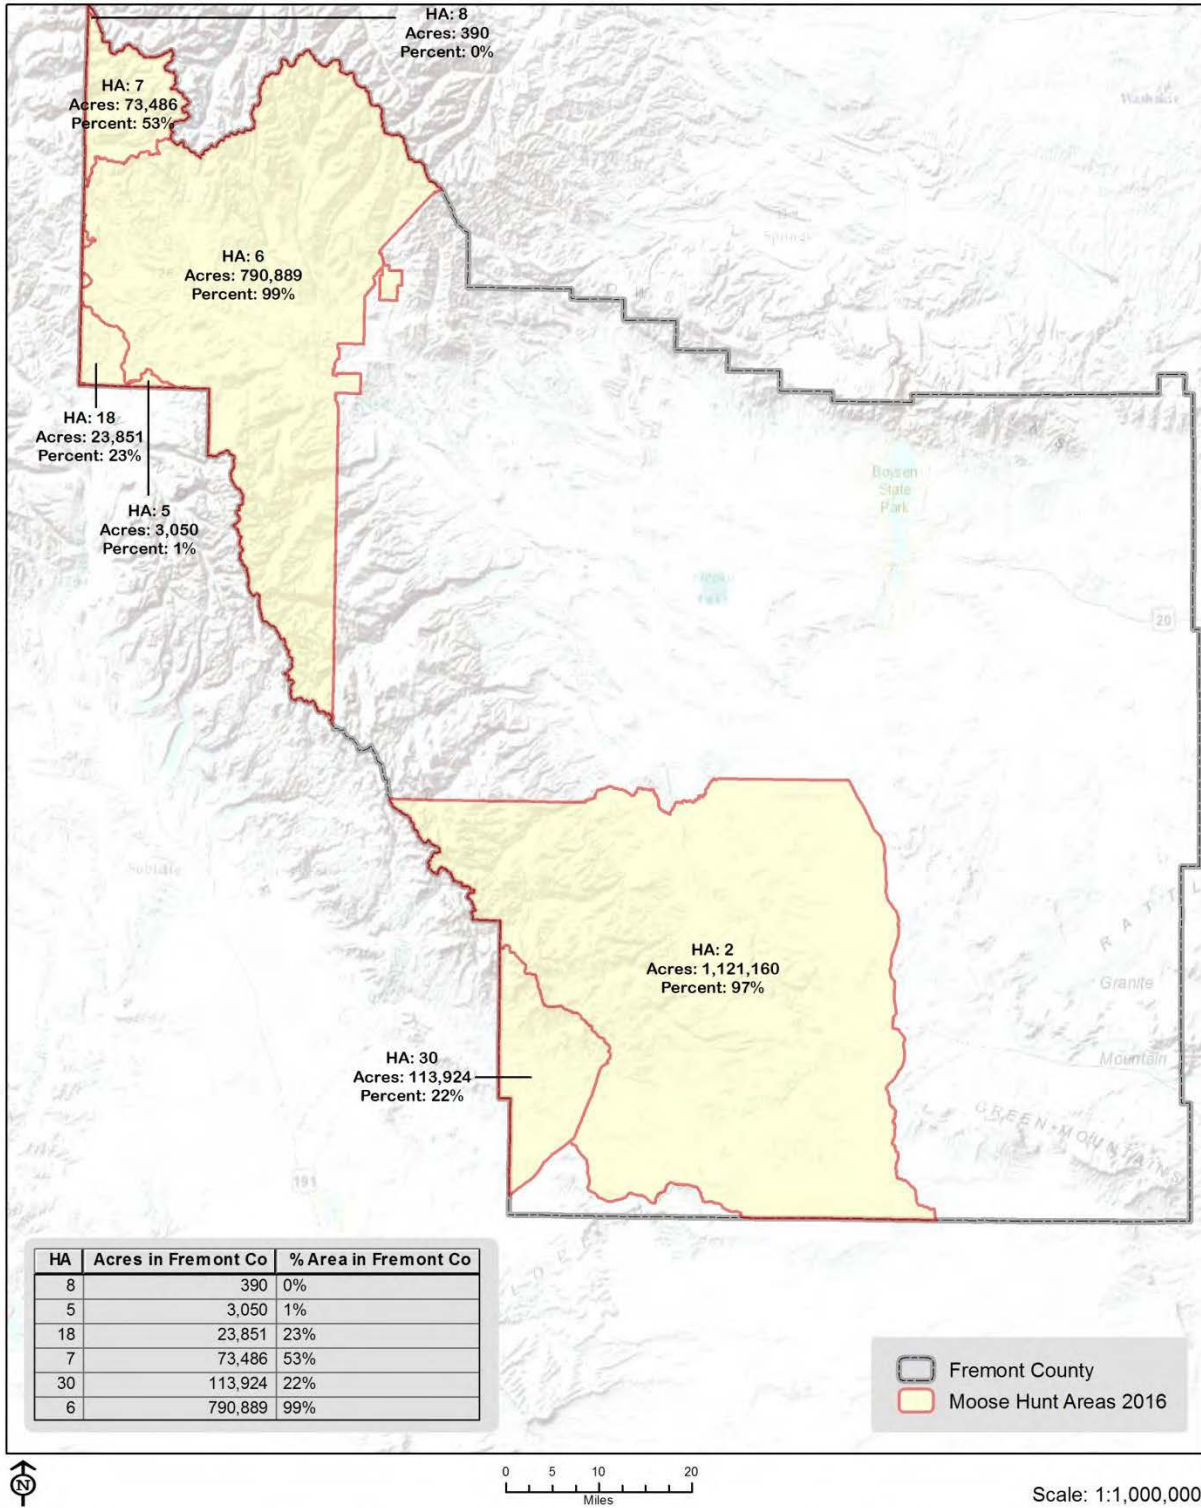 HA: 8
Acres: 390
Percent: 0%
HA: 7
Acres: 73,486
Percent: 53%
Washakie
HA: 6
Acres: 790,889
Percent: 99%
Springs
HA: 18
Acres: 23,851
Percent: 23%
HA: 5
Acres: 3,050
Percent: 1%
Boysen
State
Park
20
Sublette
HA: 2
Acres: 1,121,160
Percent: 97%
R A T T L
Granite
Mountain
HA: 30
Acres: 113,924
Percent: 22%
GREEN MOUNTAINS
191
HA Acres in Fremont Co % Area in Fremont Co
8 390 0%
5 3,050 1%
18 23,851 23%
7 73,486 53%
30 113,924 22%
6 790,889 99%
Fremont County
Moose Hunt Areas 2016
N
0 5 10 20
Miles
Scale: 1:1,000,000